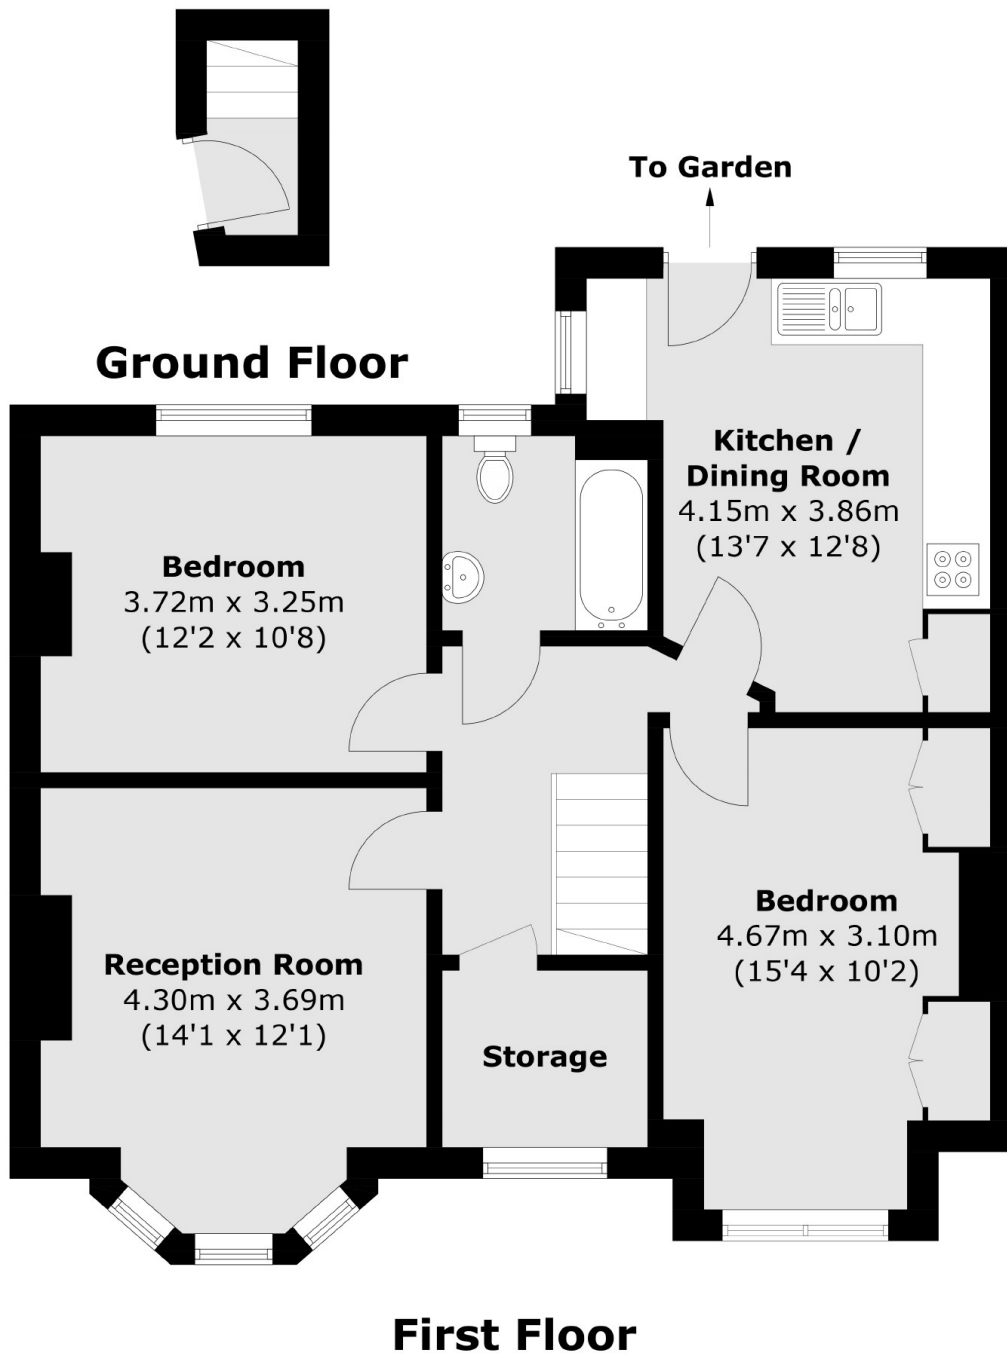 To Garden
Ground Floor
Kitchen /
Dining Room
4.15m x 3.86m
(13'7 x 12'8)
Bedroom
3.72m x 3.25m
(12'2 x 10'8)
Bedroom
4.67m x 3.10m
(15'4 x 10'2)
Reception Room
4.30m x 3.69m
(14'1 x 12'1)
Storage
First Floor